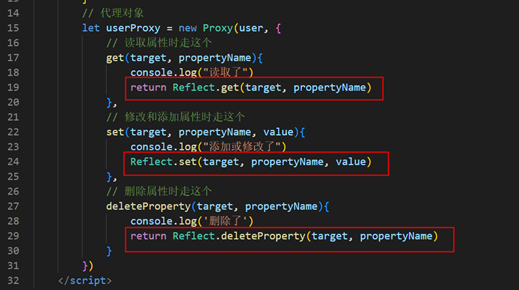 13 }
14 // 代理对象
15 let userProxy = new Proxy(user, {
16 // 读取属性时走这个
17 get(target, propertyName){
18 console.log("读取了")
19 return Reflect.get(target, propertyName)
20 },
21 // 修改和添加属性时走这个
22 set(target, propertyName, value){
23 console.log("添加或修改了")
24 Reflect.set(target, propertyName, value)
25 },
26 // 删除属性时走这个
27 deleteProperty(target, propertyName){
28 console.log('删除了')
29 return Reflect.deleteProperty(target, propertyName)
30 }
31 })
32 </script>